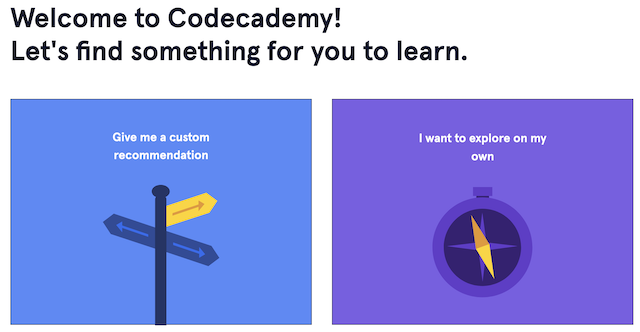 Welcome to Codecademy!
Let's find something for you to learn.
Give me a custom
recommendation
I want to explore on my
own